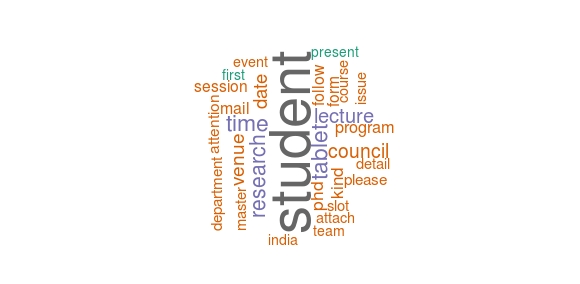 present
event
first
session
date
follow
form
course
issue
mail
attention
time
student
tablet
lecture
program
research
venue
council
detail
department
master
phd
kind
please
slot
attach
team
india